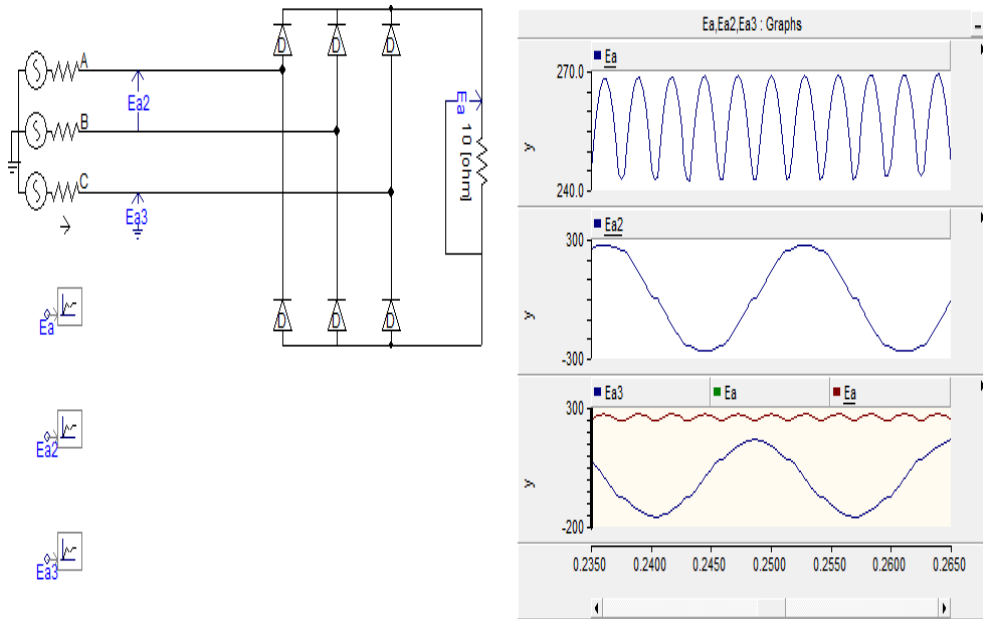 D D D
A
Ea2
B
C
Ea3
Ea
10 [ohm]
D D D
Ea
Ea2
Ea3
Ea,Ea2,Ea3 : Graphs
Ea
270.0
y
240.0
Ea2
300
y
-300
Ea3 Ea Ea
300
y
-200
0.2350 0.2400 0.2450 0.2500 0.2550 0.2600 0.2650